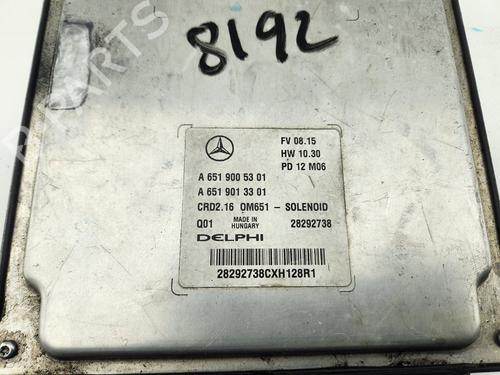 8192
FV 08.15
HW 10.30
PD 12 M06
A 651 900 53 01
A 651 901 33 01
CRD2.16 OM651 - SOLENOID
Q01 MADE IN HUNGARY 28292738
DELPHI
28292738CXH128R1